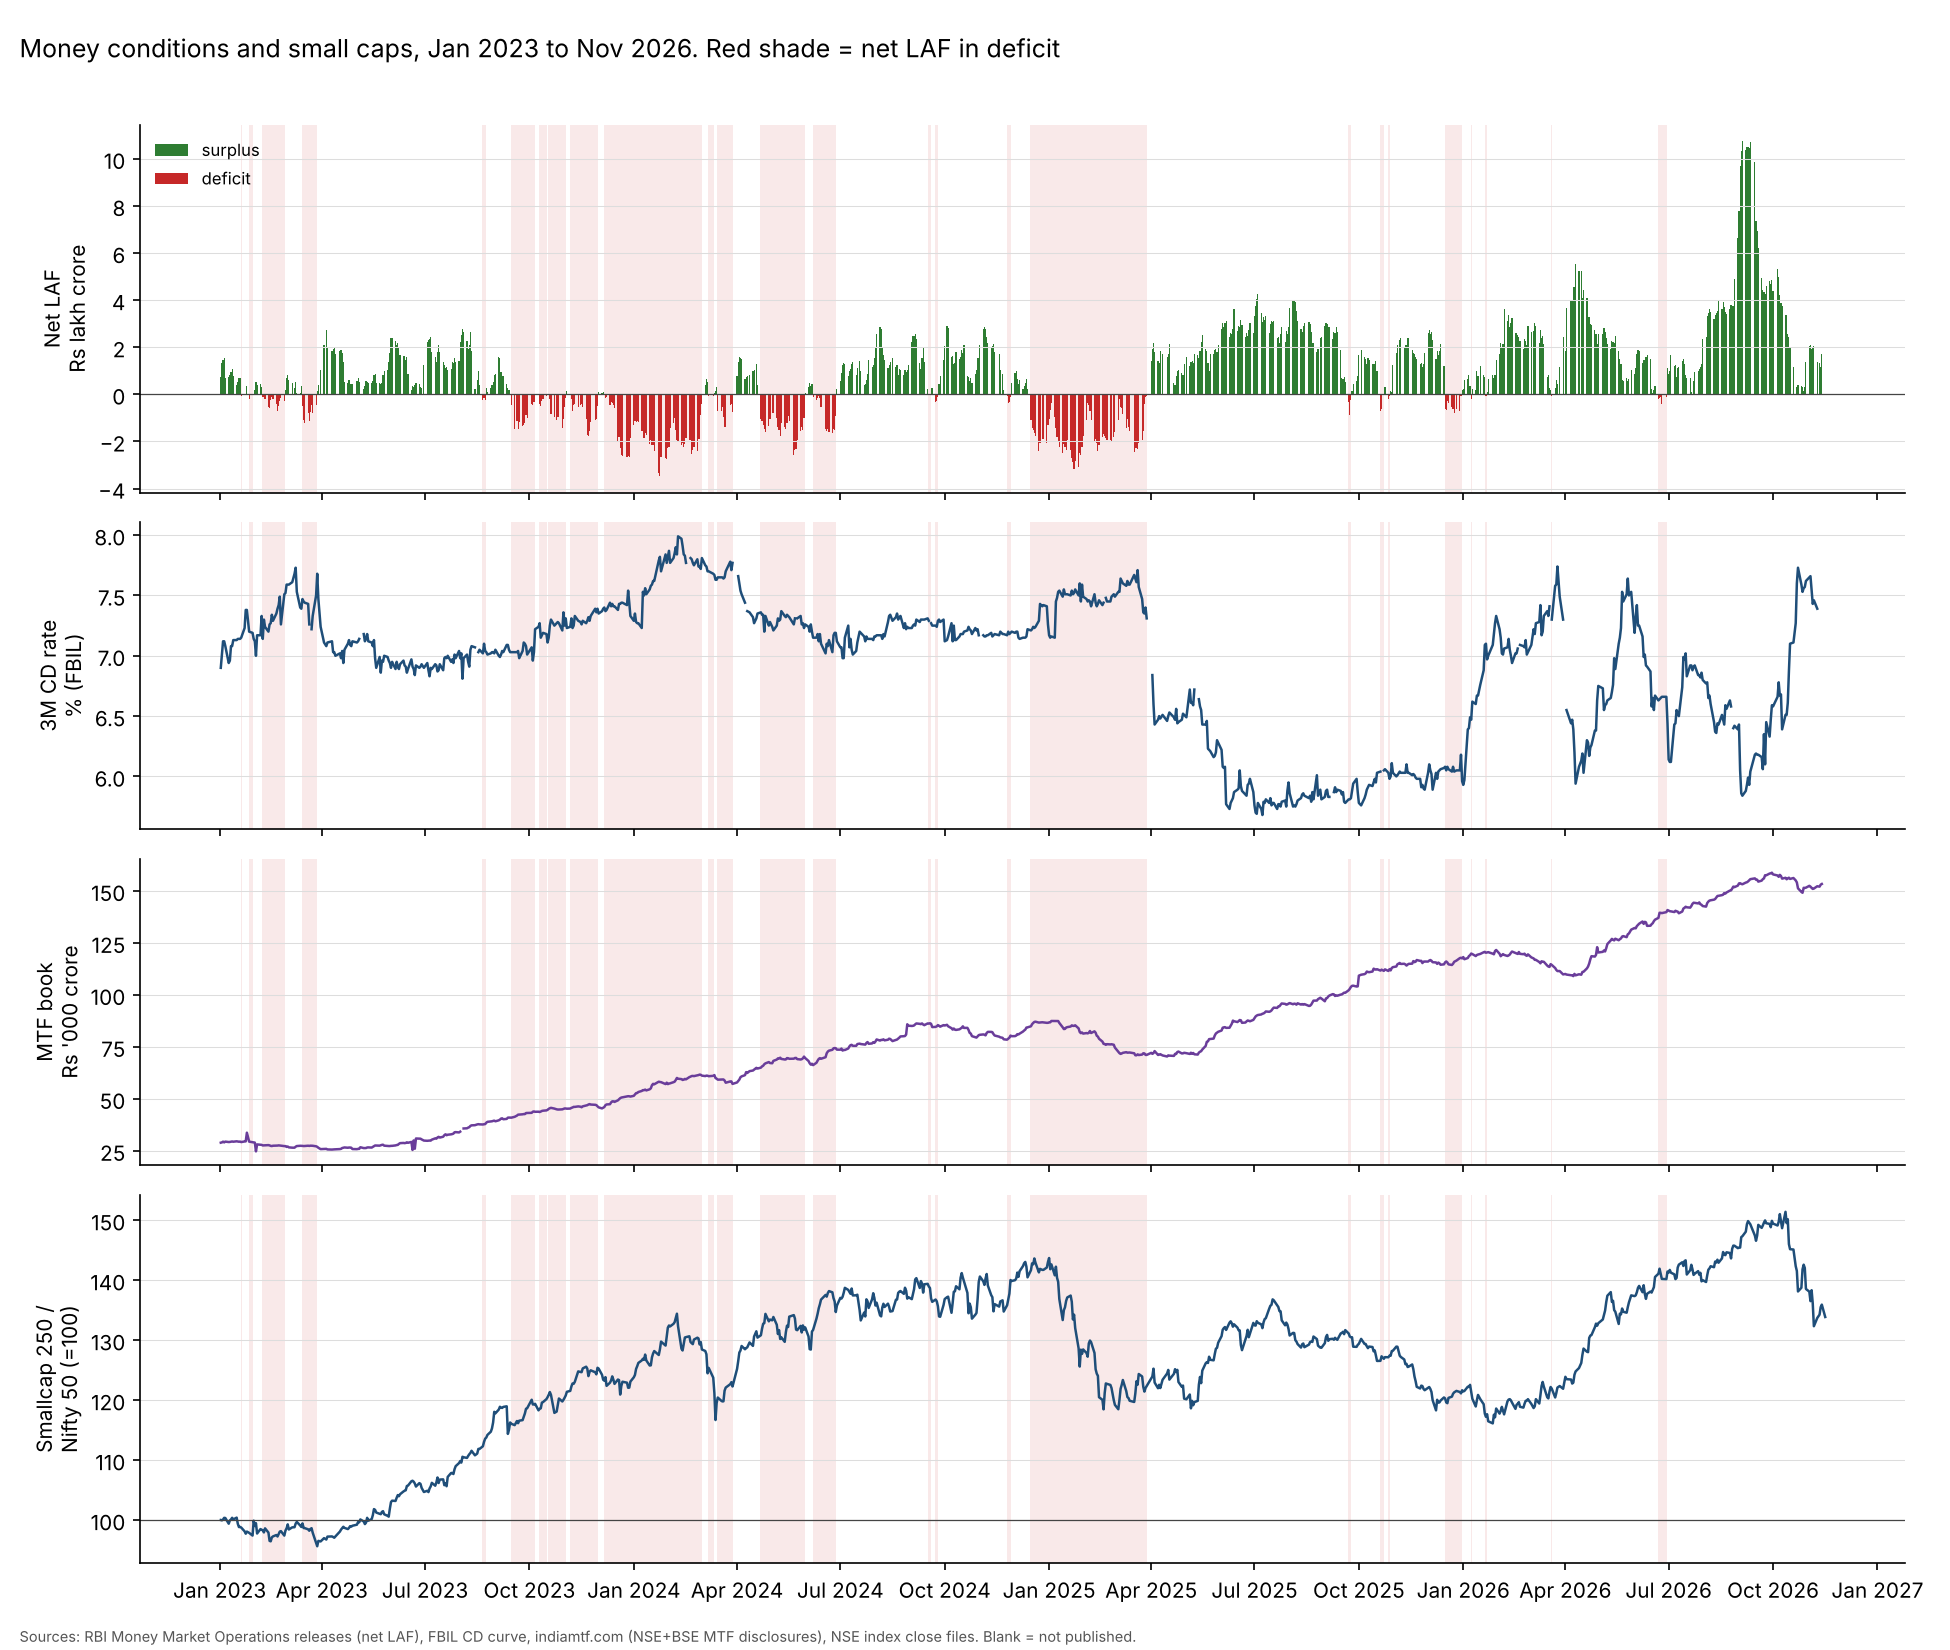 Money conditions and small caps, Jan 2023 to Nov 2026. Red shade = net LAF in deficit
surplus
deficit
Net LAF
Rs lakh crore
10
8
6
4
2
0
−2
−4
3M CD rate
% (FBIL)
8.0
7.5
7.0
6.5
6.0
MTF book
Rs '000 crore
150
125
100
75
50
25
Smallcap 250 /
Nifty 50 (=100)
150
140
130
120
110
100
Jan 2023 Apr 2023 Jul 2023 Oct 2023 Jan 2024 Apr 2024 Jul 2024 Oct 2024 Jan 2025 Apr 2025 Jul 2025 Oct 2025 Jan 2026 Apr 2026 Jul 2026 Oct 2026 Jan 2027
Sources: RBI Money Market Operations releases (net LAF), FBIL CD curve, indiamtf.com (NSE+BSE MTF disclosures), NSE index close files. Blank = not published.